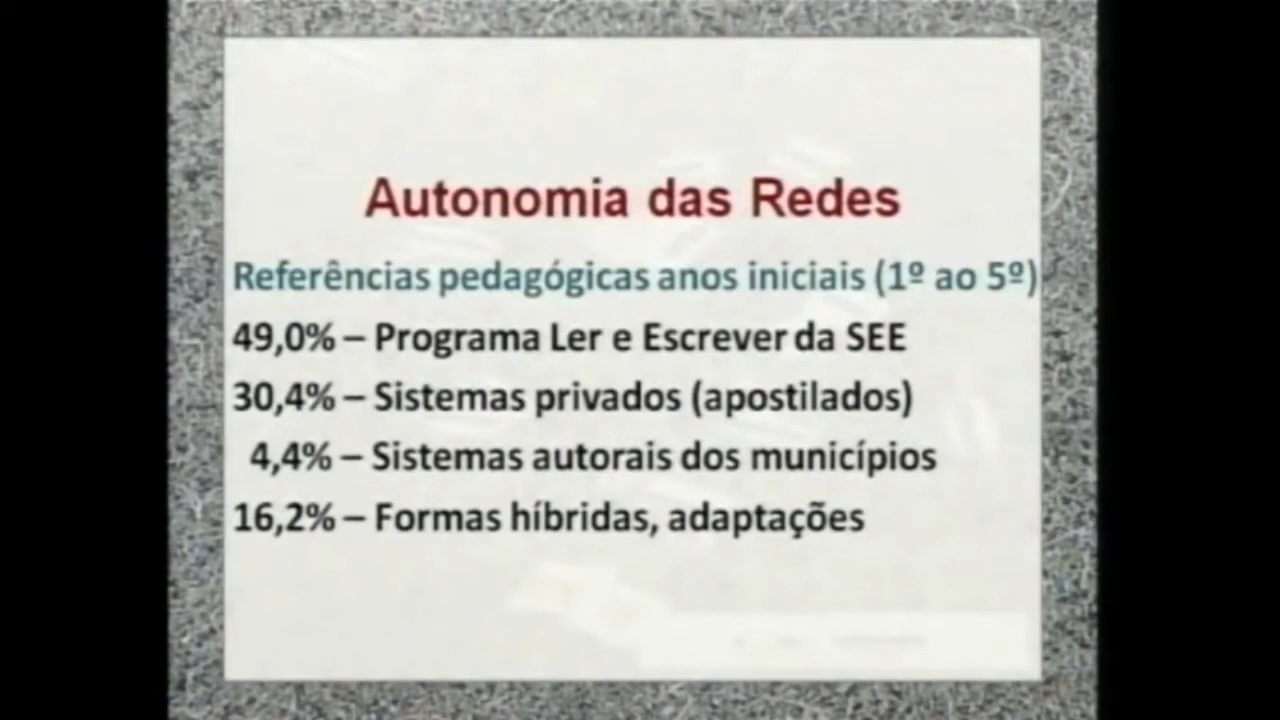 Autonomia das Redes
Referências pedagógicas anos iniciais (1º ao 5º)
49,0% – Programa Ler e Escrever da SEE
30,4% – Sistemas privados (apostilados)
4,4% – Sistemas autorais dos municípios
16,2% – Formas híbridas, adaptações